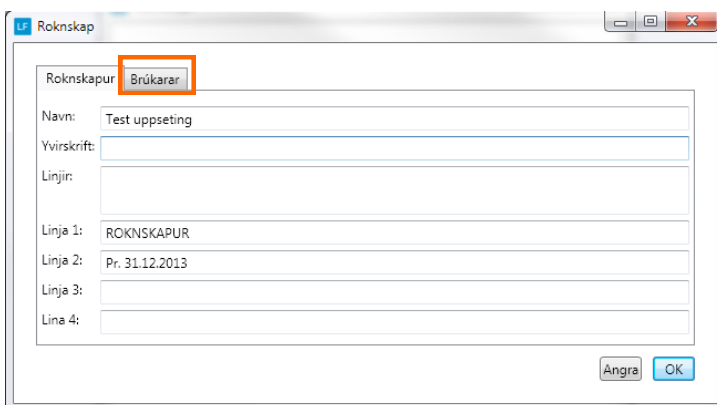 LF Roknskap
Roknskapur Brúkarar
Navn: Test uppseting
Yvirskrift:
Linjir:
Linja 1: ROKNSKAPUR
Linja 2: Pr. 31.12.2013
Linja 3:
Lina 4:
Angra OK